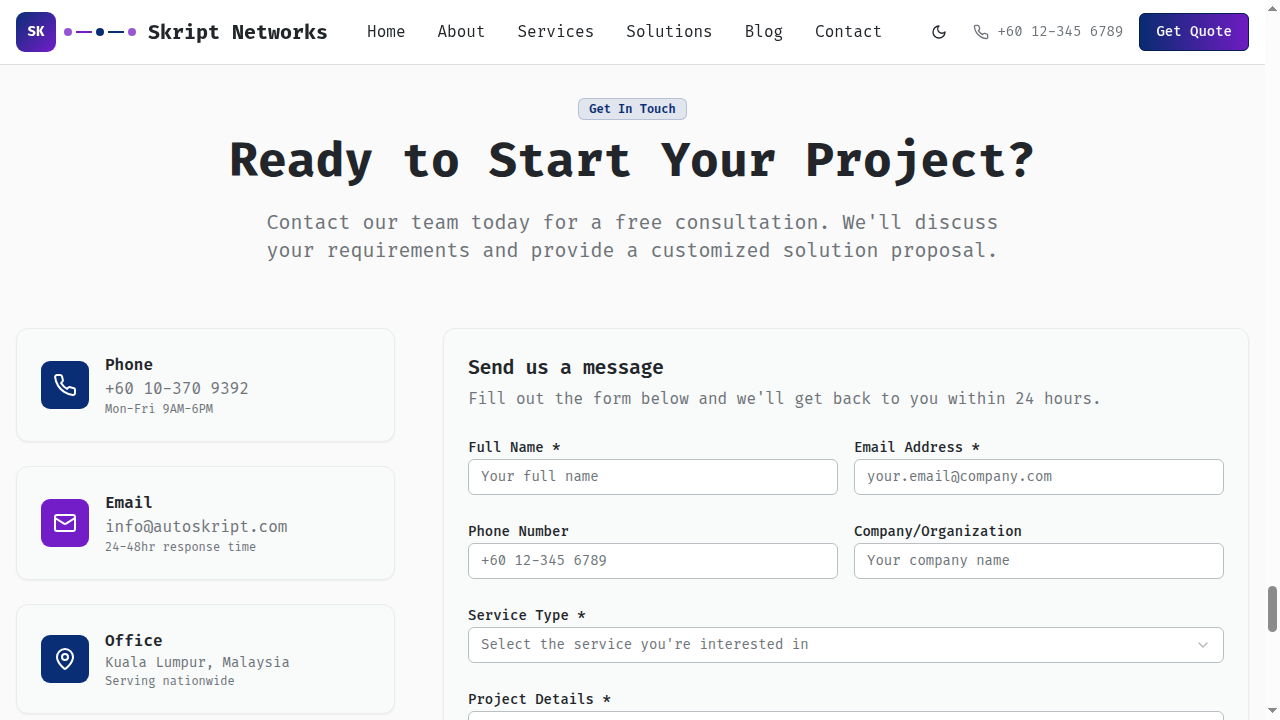 SK
Skript Networks
Home
About
Services
Solutions
Blog
Contact
+60 12-345 6789
Get Quote
Get In Touch
Ready to Start Your Project?
Contact our team today for a free consultation. We'll discuss
your requirements and provide a customized solution proposal.
Phone
+60 10-370 9392
Mon-Fri 9AM-6PM
Email
info@autoskript.com
24-48hr response time
Office
Kuala Lumpur, Malaysia
Serving nationwide
Send us a message
Fill out the form below and we'll get back to you within 24 hours.
Full Name *
Your full name
Email Address *
your.email@company.com
Phone Number
+60 12-345 6789
Company/Organization
Your company name
Service Type *
Select the service you're interested in
Project Details *